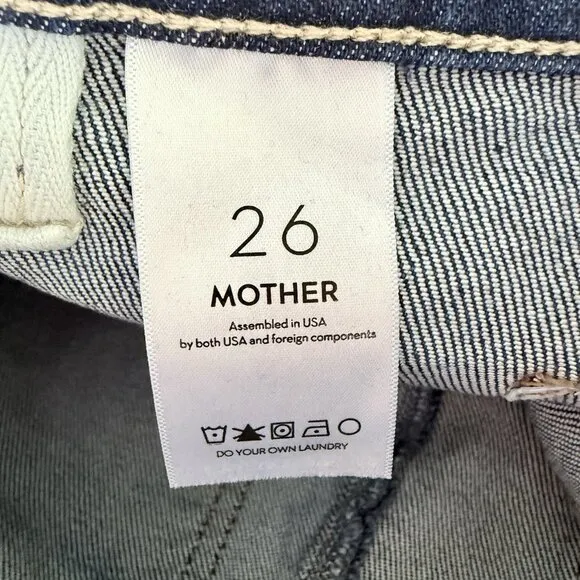 26
MOTHER
Assembled in USA
by both USA and foreign components
DO YOUR OWN LAUNDRY